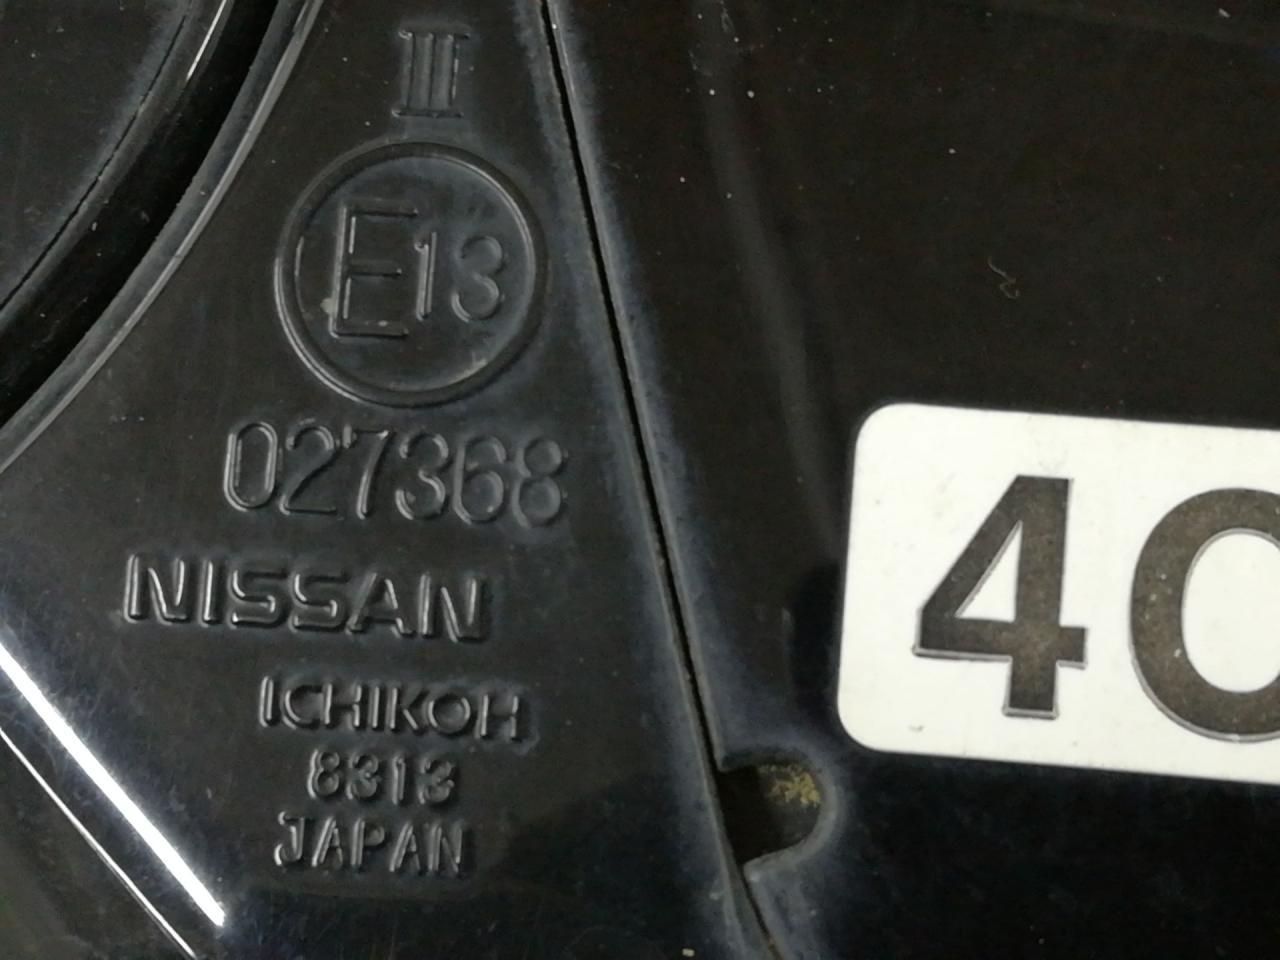 III
E13
027368
NISSAN
ICHIKOH
8313
JAPAN
40